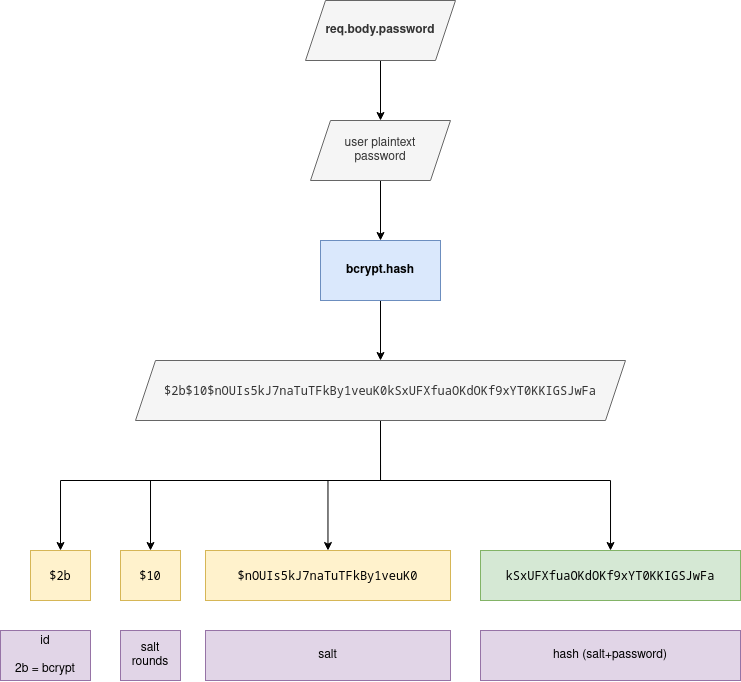 req.body.password
user plaintext
password
bcrypt.hash
$2b$10$nOUIs5kJ7naTuTFkBy1veuK0kSxUFXfuaOKdOKf9xYT0KKIGSJwFa
$2b
$10
$nOUIs5kJ7naTuTFkBy1veuK0
kSxUFXfuaOKdOKf9xYT0KKIGSJwFa
id
2b = bcrypt
salt
rounds
salt
hash (salt+password)